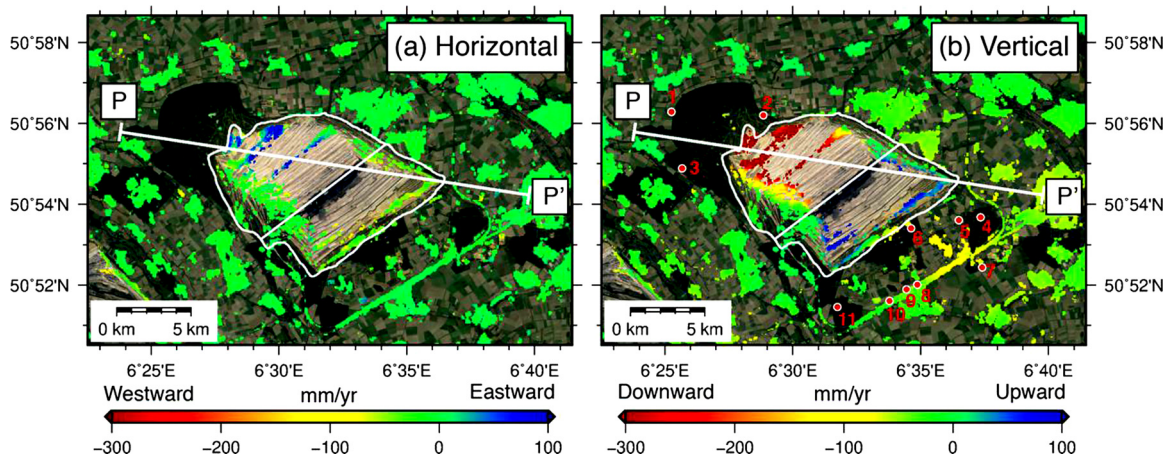 (a) Horizontal
(b) Vertical
50°58'N
50°56'N
50°54'N
50°52'N
50°58'N
50°56'N
50°54'N
50°52'N
P
P'
P
P'
1
2
3
4
5
6
7
8
9
10
11
0 km 5 km
0 km 5 km
6°25'E 6°30'E 6°35'E 6°40'E
6°25'E 6°30'E 6°35'E 6°40'E
Westward mm/yr Eastward
−300 −200 −100 0 100
Downward mm/yr Upward
−300 −200 −100 0 100